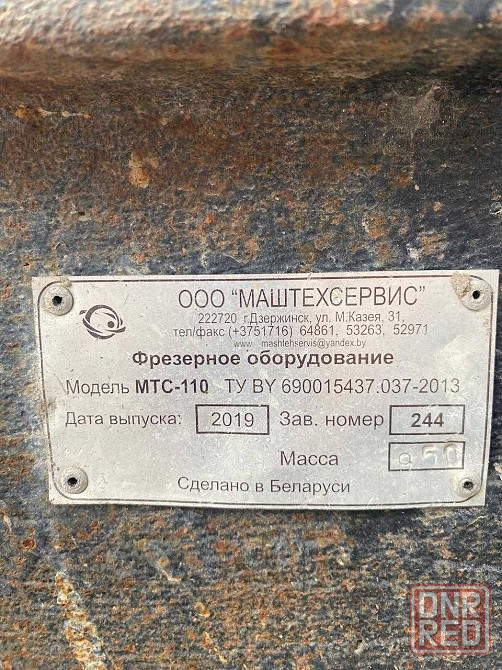 ООО "МАШТЕХСЕРВИС"
222720 г.Дзержинск, ул. М.Казея, 31,
тел/факс (+3751716) 64861, 53263, 52971
www. mashtehservis@yandex.by
Фрезерное оборудование
Модель МТС-110 ТУ BY 690015437.037-2013
Дата выпуска: 2019 Зав. номер 244
Масса 950
Сделано в Беларуси
DNR
RED